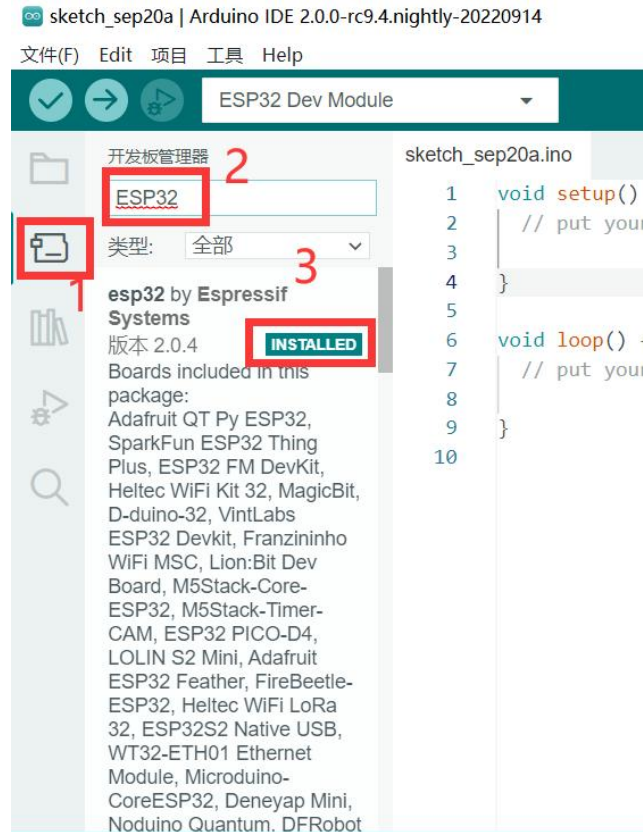 sketch_sep20a | Arduino IDE 2.0.0-rc9.4.nightly-20220914
文件(F) Edit 项目 工具 Help
ESP32 Dev Module
开发板管理器
2
ESP32
类型: 全部
3
1
esp32 by Espressif
Systems
版本 2.0.4 INSTALLED
Boards included in this
package:
Adafruit QT Py ESP32,
SparkFun ESP32 Thing
Plus, ESP32 FM DevKit,
Heltec WiFi Kit 32, MagicBit,
D-duino-32, VintLabs
ESP32 Devkit, Franzininho
WiFi MSC, Lion:Bit Dev
Board, M5Stack-Core-
ESP32, M5Stack-Timer-
CAM, ESP32 PICO-D4,
LOLIN S2 Mini, Adafruit
ESP32 Feather, FireBeetle-
ESP32, Heltec WiFi LoRa
32, ESP32S2 Native USB,
WT32-ETH01 Ethernet
Module, Microduino-
CoreESP32, Deneyap Mini,
Noduino Quantum, DFRobot
sketch_sep20a.ino
1 void setup()
2 // put your
3
4 }
5
6 void loop()
7 // put your
8
9 }
10